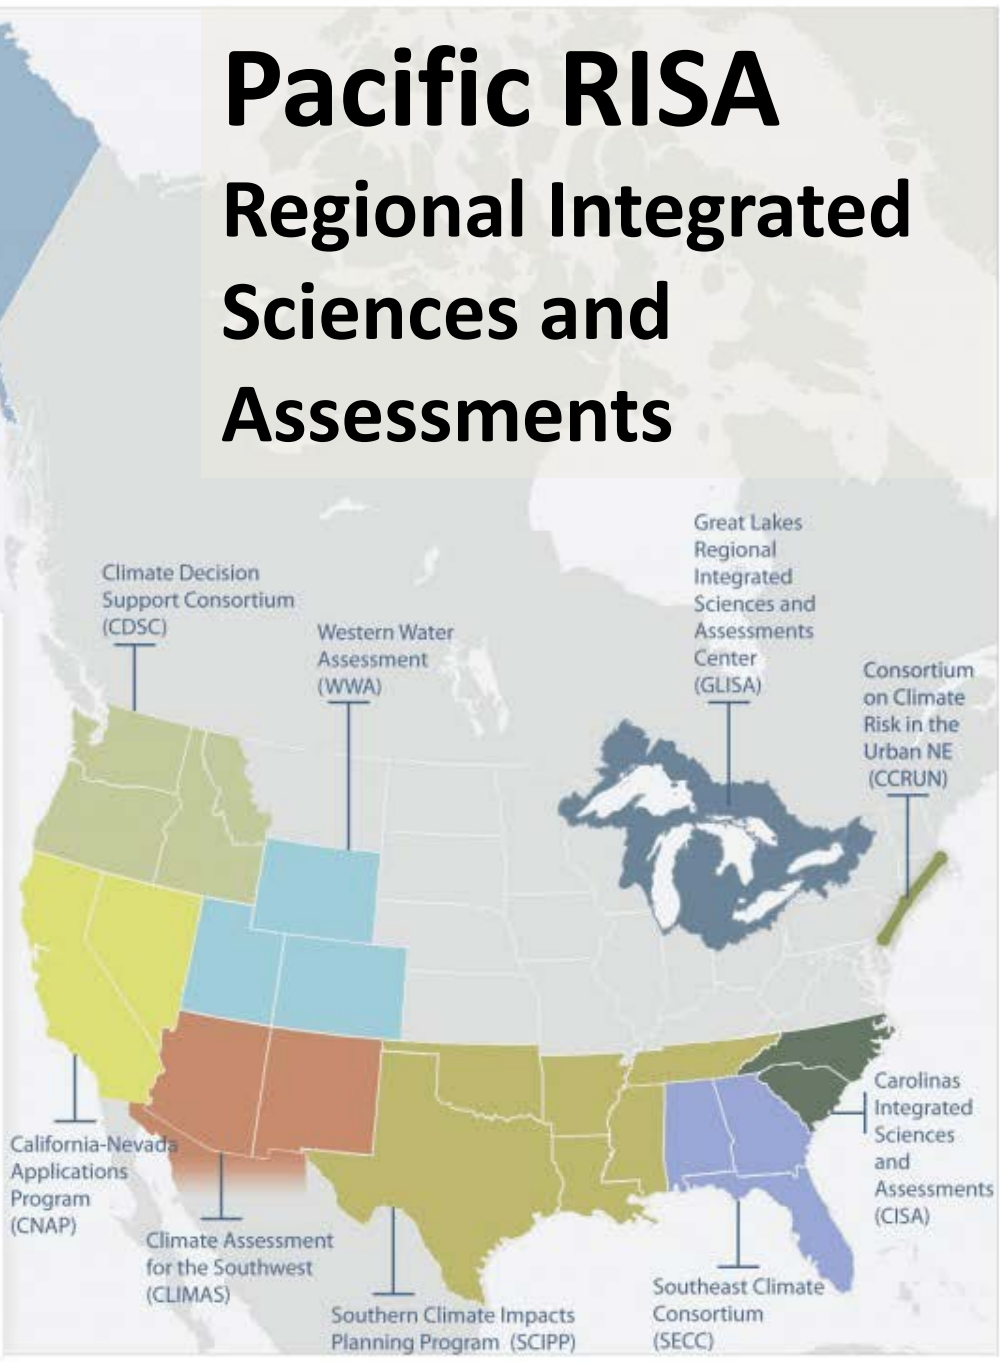 Pacific RISA
Regional Integrated
Sciences and
Assessments
Great Lakes
Regional
Integrated
Sciences and
Assessments
Center
(GLISA)
Climate Decision
Support Consortium
(CDSC)
Western Water
Assessment
(WWA)
Consortium
on Climate
Risk in the
Urban NE
(CCRUN)
California-Nevada
Applications
Program
(CNAP)
Climate Assessment
for the Southwest
(CLIMAS)
Southern Climate Impacts
Planning Program (SCIPP)
Southeast Climate
Consortium
(SECC)
Carolinas
Integrated
Sciences
and
Assessments
(CISA)